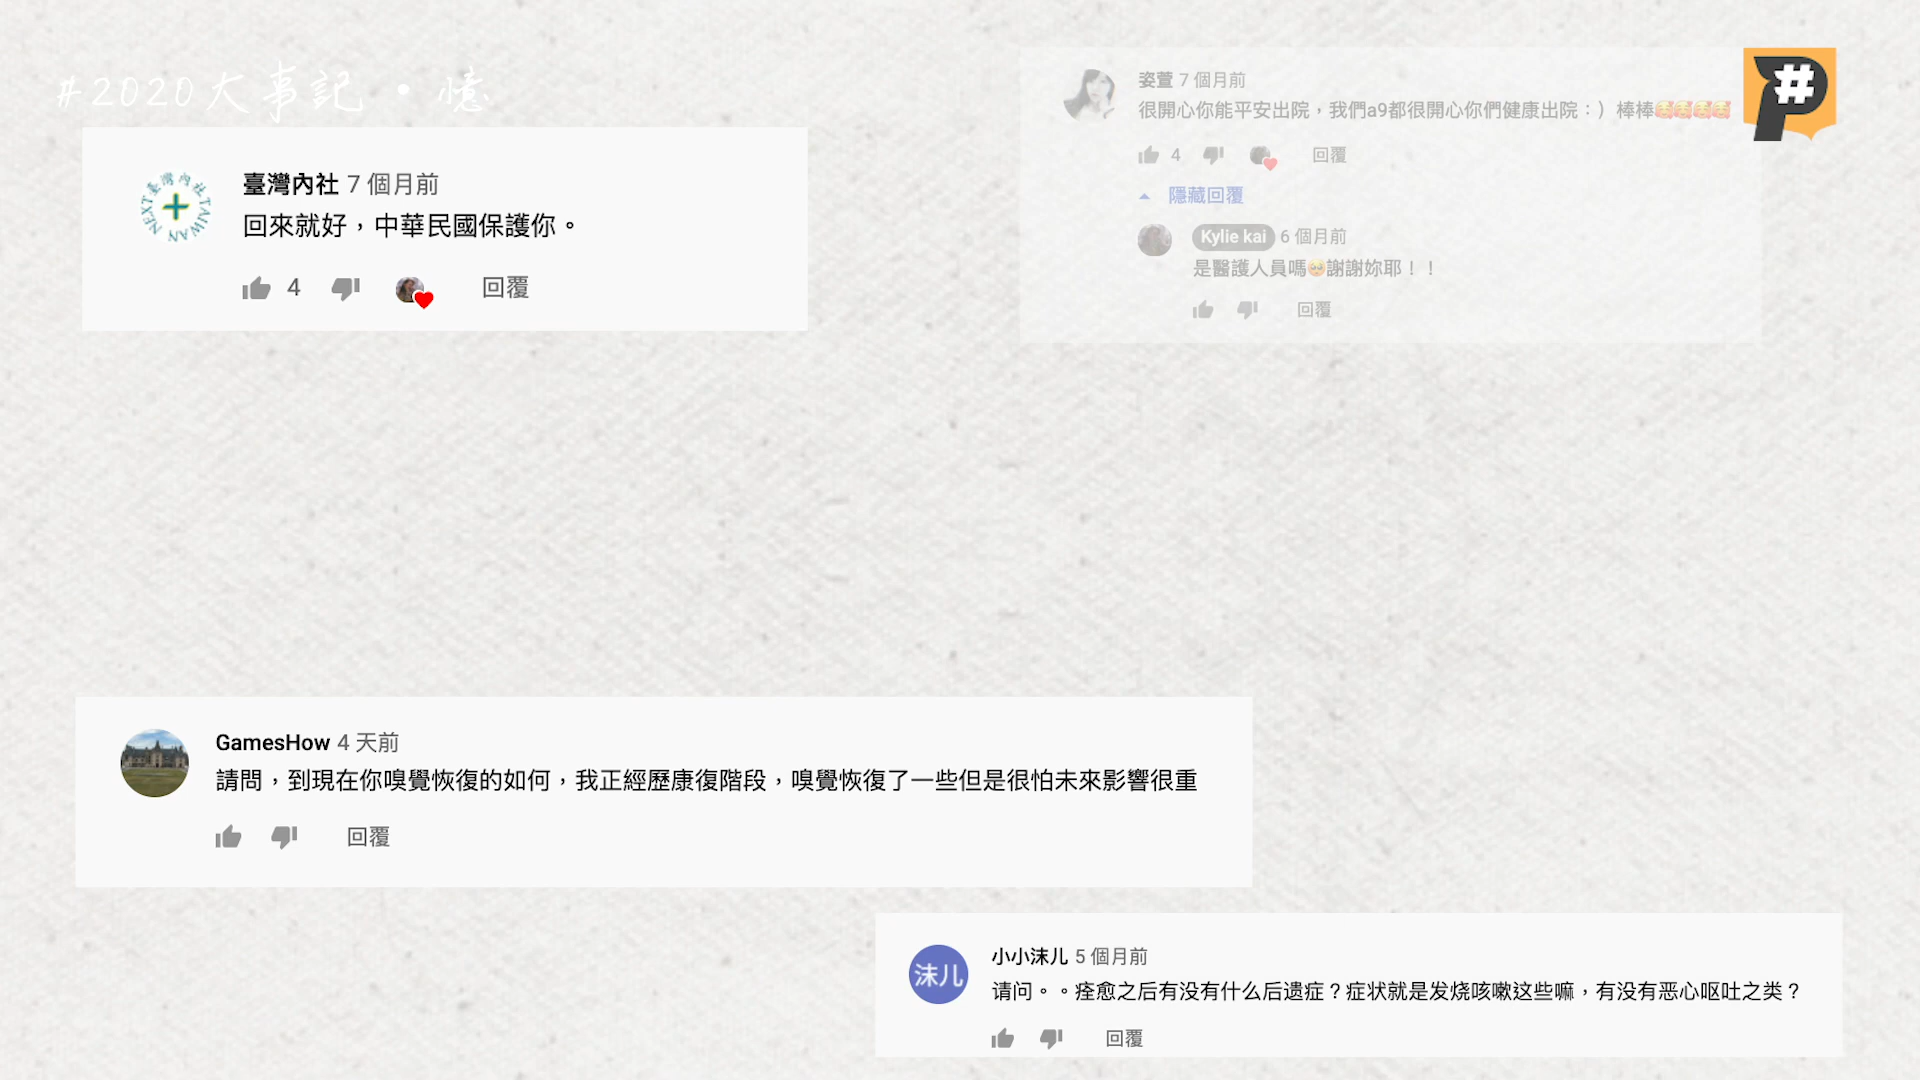 #2020大事記·憶
臺灣內社 7 個月前
回來就好，中華民國保護你。
4 回覆
姿萱 7 個月前
很開心你能平安出院，我們a9都很開心你們健康出院：）棒棒🥰🥰🥰🥰
4 回覆
隱藏回覆
Kylie kai 6 個月前
是醫護人員嗎🥺謝謝妳耶！！
回覆
P#
臺灣內社 TAIWAN NEXT
GamesHow 4 天前
請問，到現在你嗅覺恢復的如何，我正經歷康復階段，嗅覺恢復了一些但是很怕未來影響很重
回覆
沫儿
小小沫儿 5 個月前
请问。。痊愈之后有没有什么后遗症？症状就是发烧咳嗽这些嘛，有没有恶心呕吐之类？
回覆